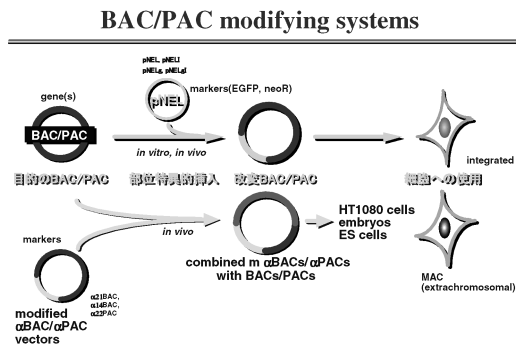 BAC/PAC modifying systems
pNEL, pNELI
pNELg, pNELgI
gene(s)
pNEL
markers(EGFP, neoR)
BAC/PAC
in vitro, in vivo
integrated
目的のBAC/PAC
部位特異的挿入
改変BAC/PAC
細胞への使用
HT1080 cells
embryos
ES cells
markers
in vivo
combined m αBACs/αPACs
with BACs/PACs
MAC
(extrachromosomal)
α21BAC,
α14BAC,
α22PAC
modified
αBAC/αPAC
vectors